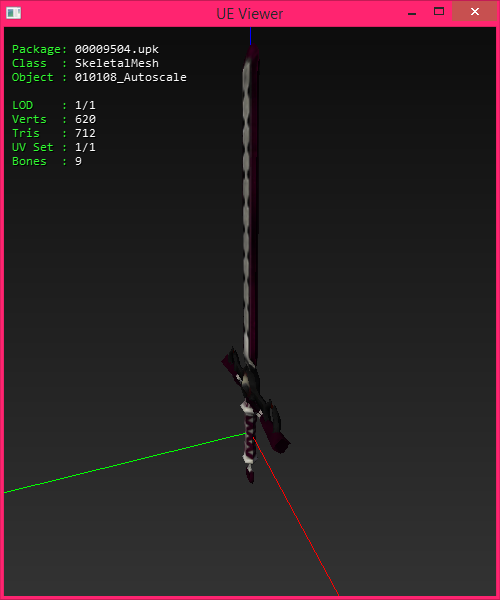 UE Viewer
Package: 00009504.upk
Class : SkeletalMesh
Object : 010108_Autoscale
LOD : 1/1
Verts : 620
Tris : 712
UV Set : 1/1
Bones : 9